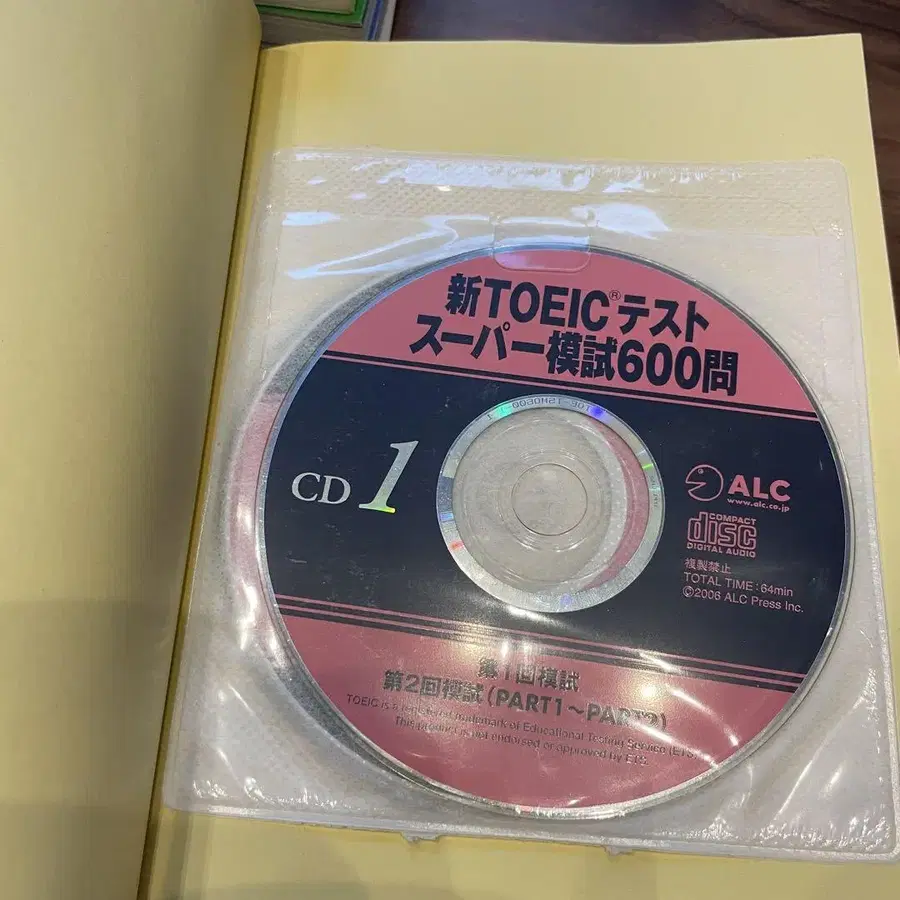 新TOEIC®テスト
スーパー模試600問
CD 1
ALC
www.alc.co.jp
COMPACT
disc
DIGITAL AUDIO
複製禁止
TOTAL TIME：64min
©2006 ALC Press Inc.
第1回模試
第2回模試(PART1〜PART2)
TOEIC is a registered trademark of Educational Testing Service (ETS).
This product is not endorsed or approved by ETS.